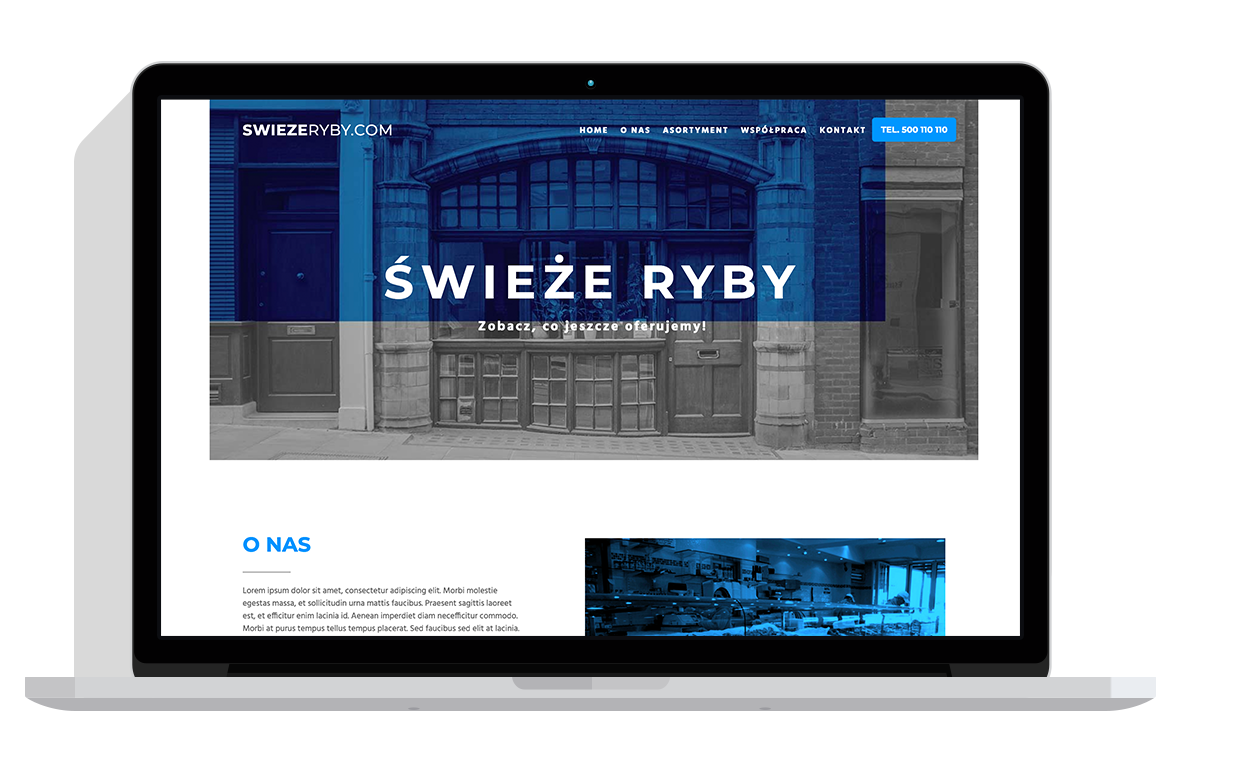 SWIEZERYBY.COM
HOME O NAS ASORTYMENT WSPÓŁPRACA KONTAKT TEL. 500 110 110
ŚWIEŻE RYBY
Zobacz, co jeszcze oferujemy!
O NAS
Lorem ipsum dolor sit amet, consectetur adipiscing elit. Morbi molestie
egestas massa, et sollicitudin urna mattis faucibus. Praesent sagittis laoreet
est, et efficitur enim lacinia id. Aenean imperdiet diam necefficitur commodo.
Morbi at purus tempus tellus tempus placerat. Sed faucibus sed elit at lacinia.